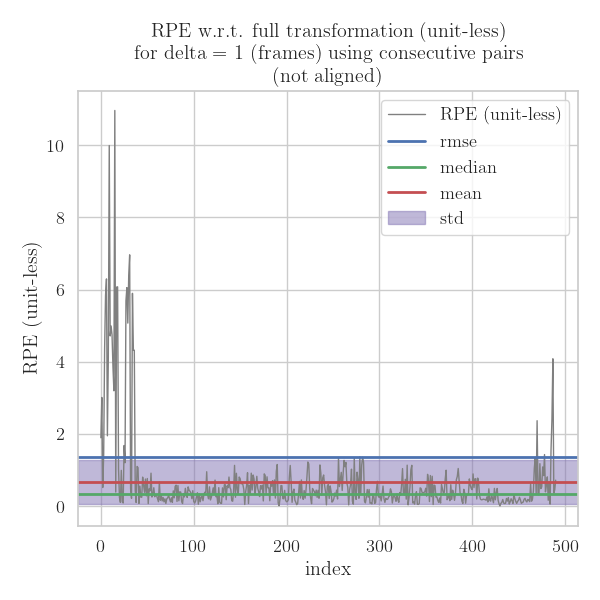 RPE w.r.t. full transformation (unit-less)
for delta = 1 (frames) using consecutive pairs
(not aligned)
RPE (unit-less)
rmse
median
mean
std
RPE (unit-less)
10
8
6
4
2
0
0
100
200
300
400
500
index